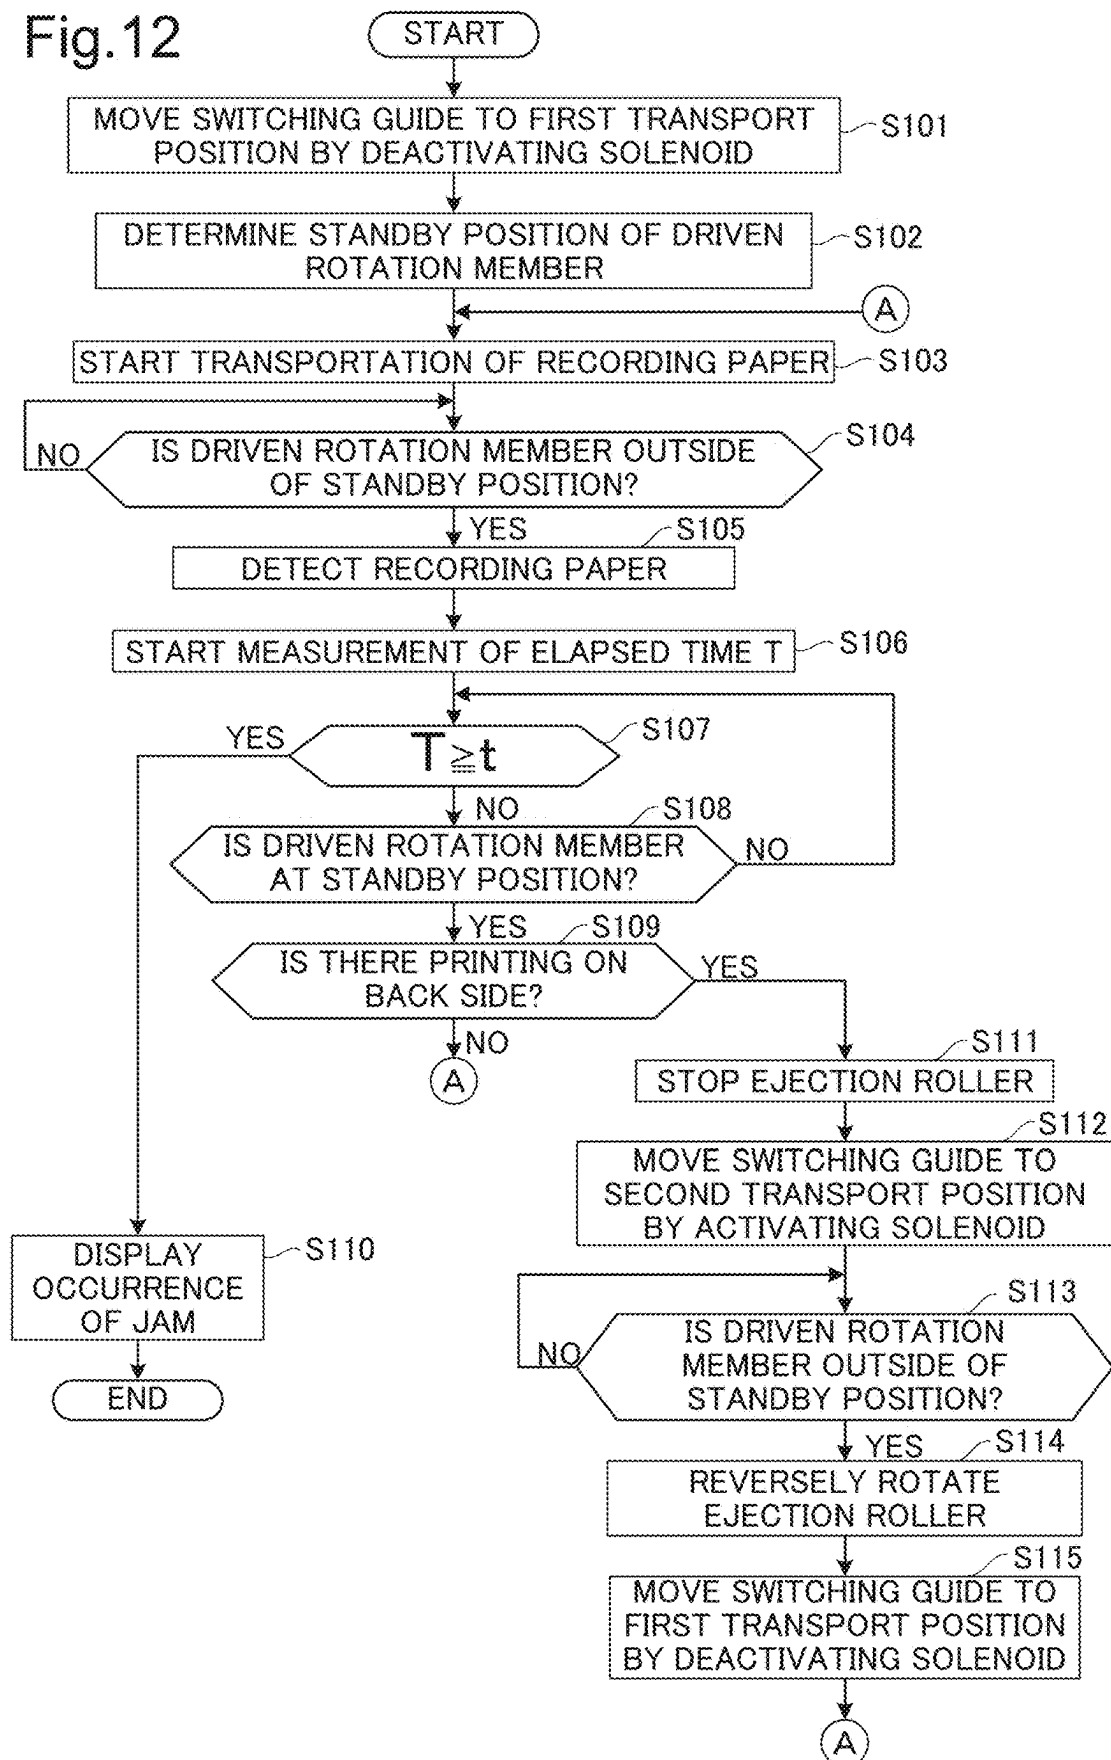 Fig.12
START
MOVE SWITCHING GUIDE TO FIRST TRANSPORT
POSITION BY DEACTIVATING SOLENOID
S101
DETERMINE STANDBY POSITION OF DRIVEN
ROTATION MEMBER
S102
A
START TRANSPORTATION OF RECORDING PAPER
S103
IS DRIVEN ROTATION MEMBER OUTSIDE
OF STANDBY POSITION?
S104
NO
YES
S105
DETECT RECORDING PAPER
START MEASUREMENT OF ELAPSED TIME T
S106
T≧t
S107
YES
NO
S108
IS DRIVEN ROTATION MEMBER
AT STANDBY POSITION?
NO
YES
S109
IS THERE PRINTING ON
BACK SIDE?
YES
NO
A
S111
STOP EJECTION ROLLER
S112
MOVE SWITCHING GUIDE TO
SECOND TRANSPORT POSITION
BY ACTIVATING SOLENOID
DISPLAY
OCCURRENCE
OF JAM
S110
END
S113
IS DRIVEN ROTATION
MEMBER OUTSIDE OF
STANDBY POSITION?
NO
YES
S114
REVERSELY ROTATE
EJECTION ROLLER
S115
MOVE SWITCHING GUIDE TO
FIRST TRANSPORT POSITION
BY DEACTIVATING SOLENOID
A